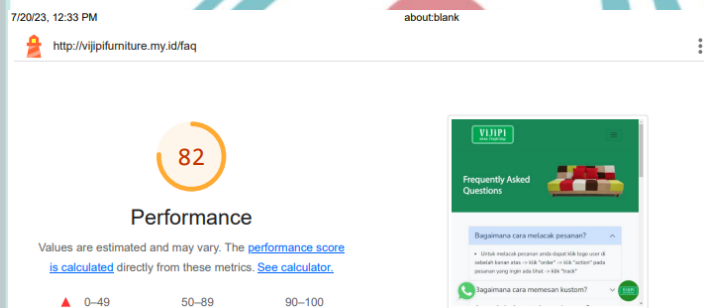 7/20/23, 12:33 PM
about:blank
http://vijipifurniture.my.id/faq
82
Performance
Values are estimated and may vary. The performance score
is calculated directly from these metrics. See calculator.
0–49
50–89
90–100
VIJIPI
Frequently Asked
Questions
Bagaimana cara melacak pesanan?
Untuk melacak pesanan anda dapat klik logo user di
sebelah kanan atas -> klik "order" -> klik "action" pada
pesanan yang ingin ada lihat -> klik "track"
Bagaimana cara memesan kustom?